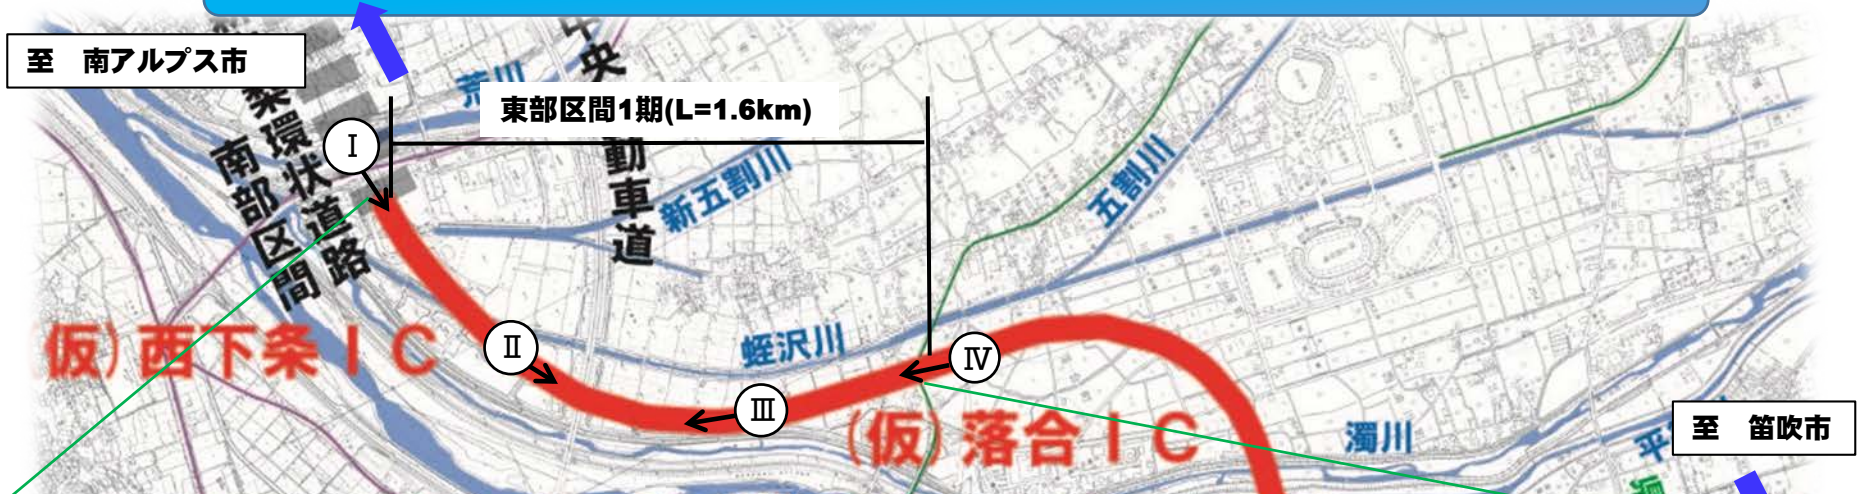 至　南アルプス市
荒川
東部区間1期(L=1.6km)
中央
動車道
環状道路
南部区間
新五割川
五割川
Ⅰ
Ⅱ
Ⅲ
Ⅳ
蛭沢川
(仮)西下条ＩＣ
(仮)落合ＩＣ
濁川
至　笛吹市
平